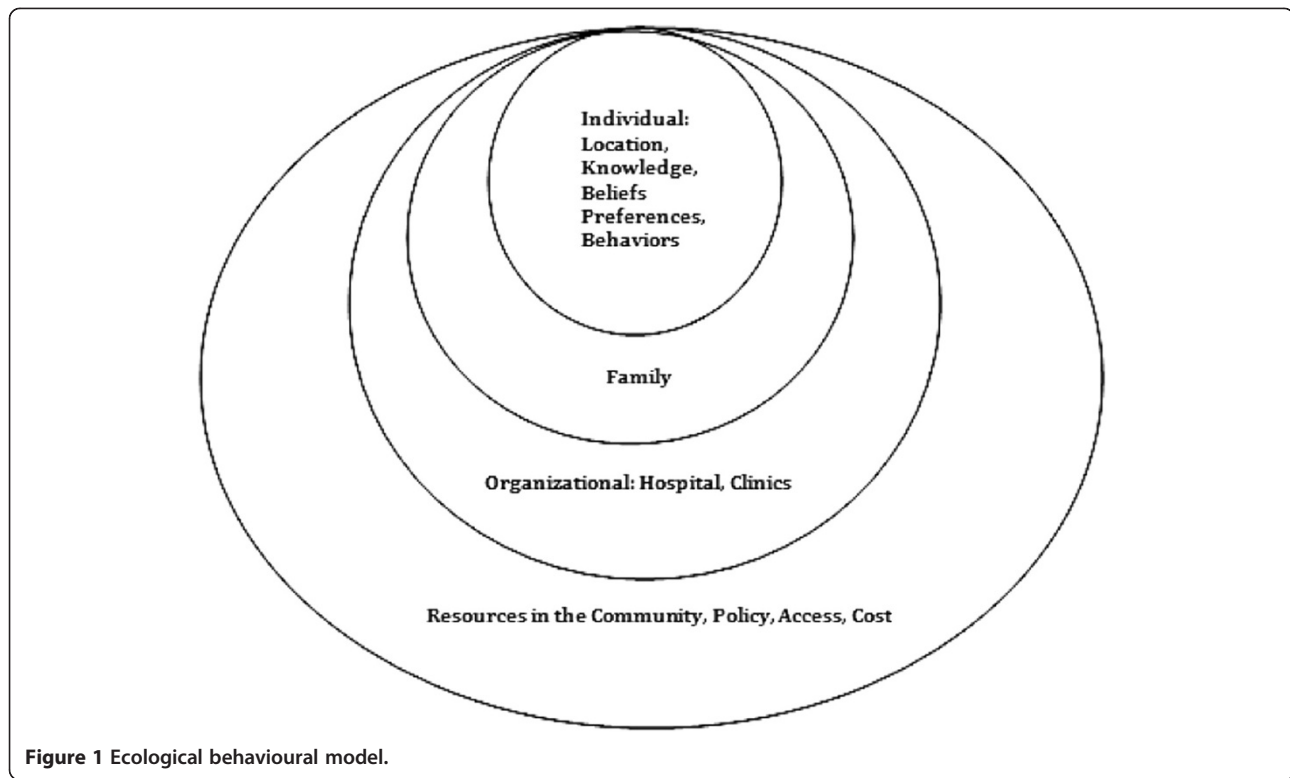 Individual:
Location,
Knowledge,
Beliefs
Preferences,
Behaviors
Family
Organizational: Hospital, Clinics
Resources in the Community, Policy, Access, Cost
Figure 1 Ecological behavioural model.